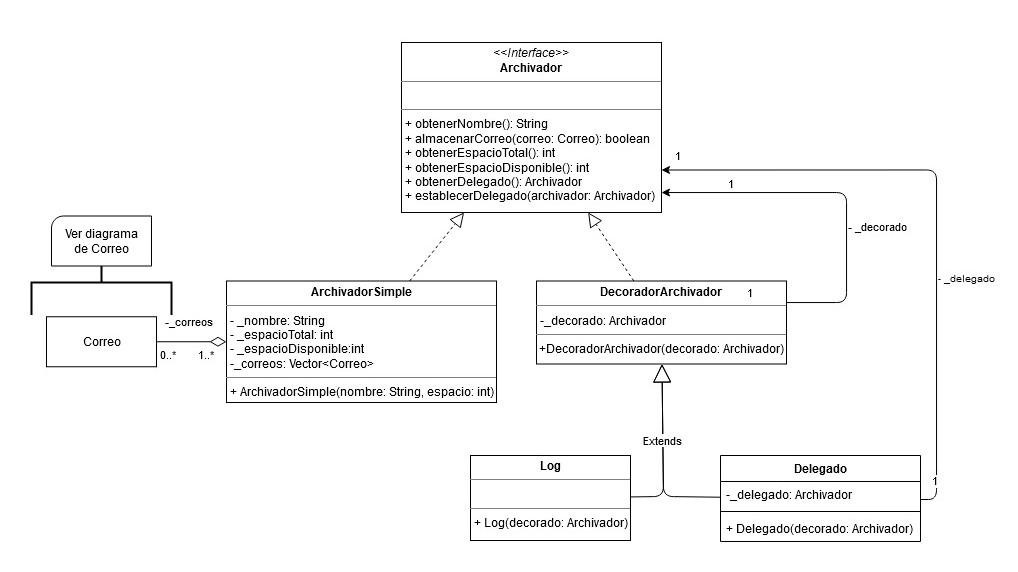 <<Interface>>
Archivador
+ obtenerNombre(): String
+ almacenarCorreo(correo: Correo): boolean
+ obtenerEspacioTotal(): int
+ obtenerEspacioDisponible(): int
+ obtenerDelegado(): Archivador
+ establecerDelegado(archivador: Archivador)
1
1
- _decorado
- _delegado
Ver diagrama
de Correo
Correo
-_correos
0..*
1..*
ArchivadorSimple
- _nombre: String
- _espacioTotal: int
- _espacioDisponible:int
-_correos: Vector<Correo>
+ ArchivadorSimple(nombre: String, espacio: int)
DecoradorArchivador
1
-_decorado: Archivador
+DecoradorArchivador(decorado: Archivador)
Extends
Log
+ Log(decorado: Archivador)
Delegado
-_delegado: Archivador
+ Delegado(decorado: Archivador)
1